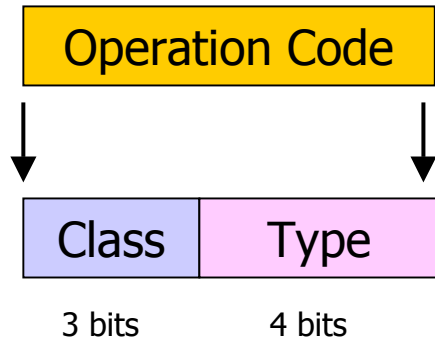 Operation Code
Class Type
3 bits 4 bits